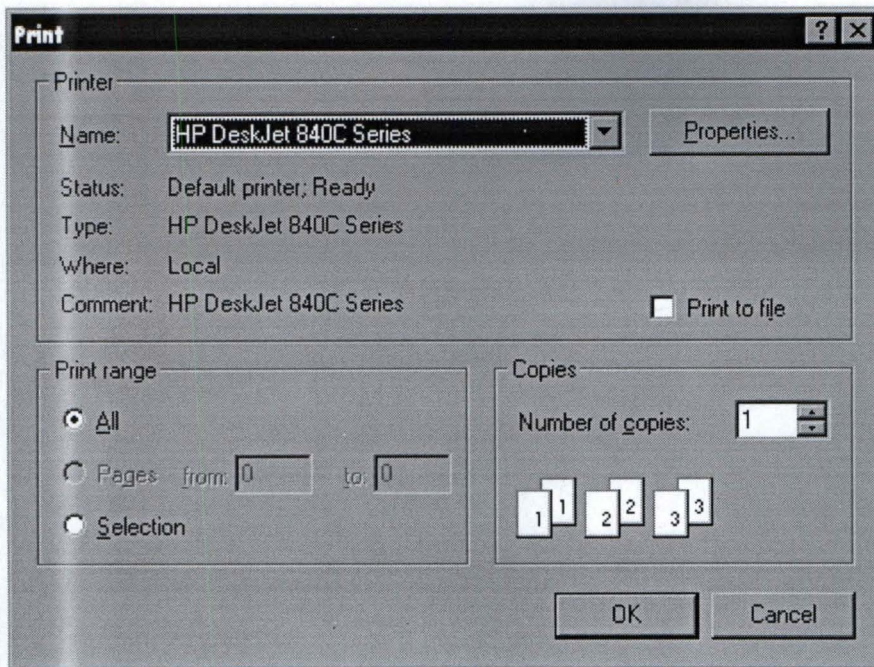 Print
Printer
Name: HP DeskJet 840C Series Properties...
Status: Default printer; Ready
Type: HP DeskJet 840C Series
Where: Local
Comment: HP DeskJet 840C Series Print to file
Print range
All
Pages from: 0 to: 0
Selection
Copies
Number of copies: 1
1 1 2 2 3 3
OK Cancel